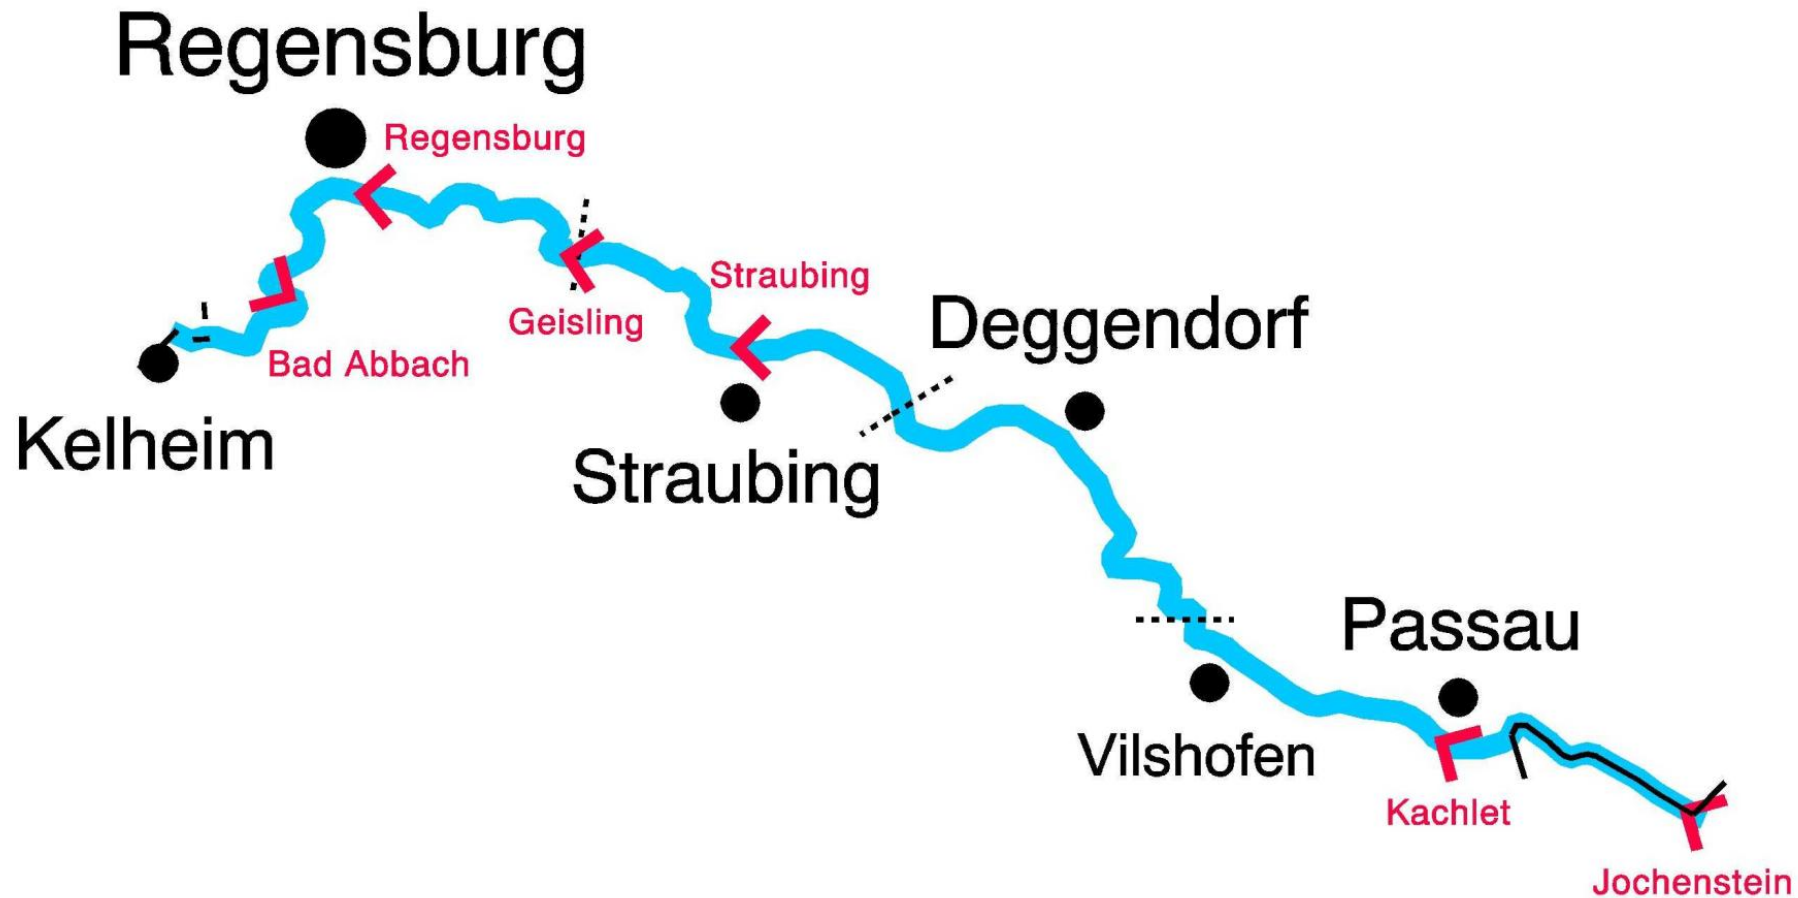 Regensburg
Regensburg
Straubing
Geisling
Deggendorf
Bad Abbach
Kelheim
Straubing
Passau
Vilshofen
Kachlet
Jochenstein